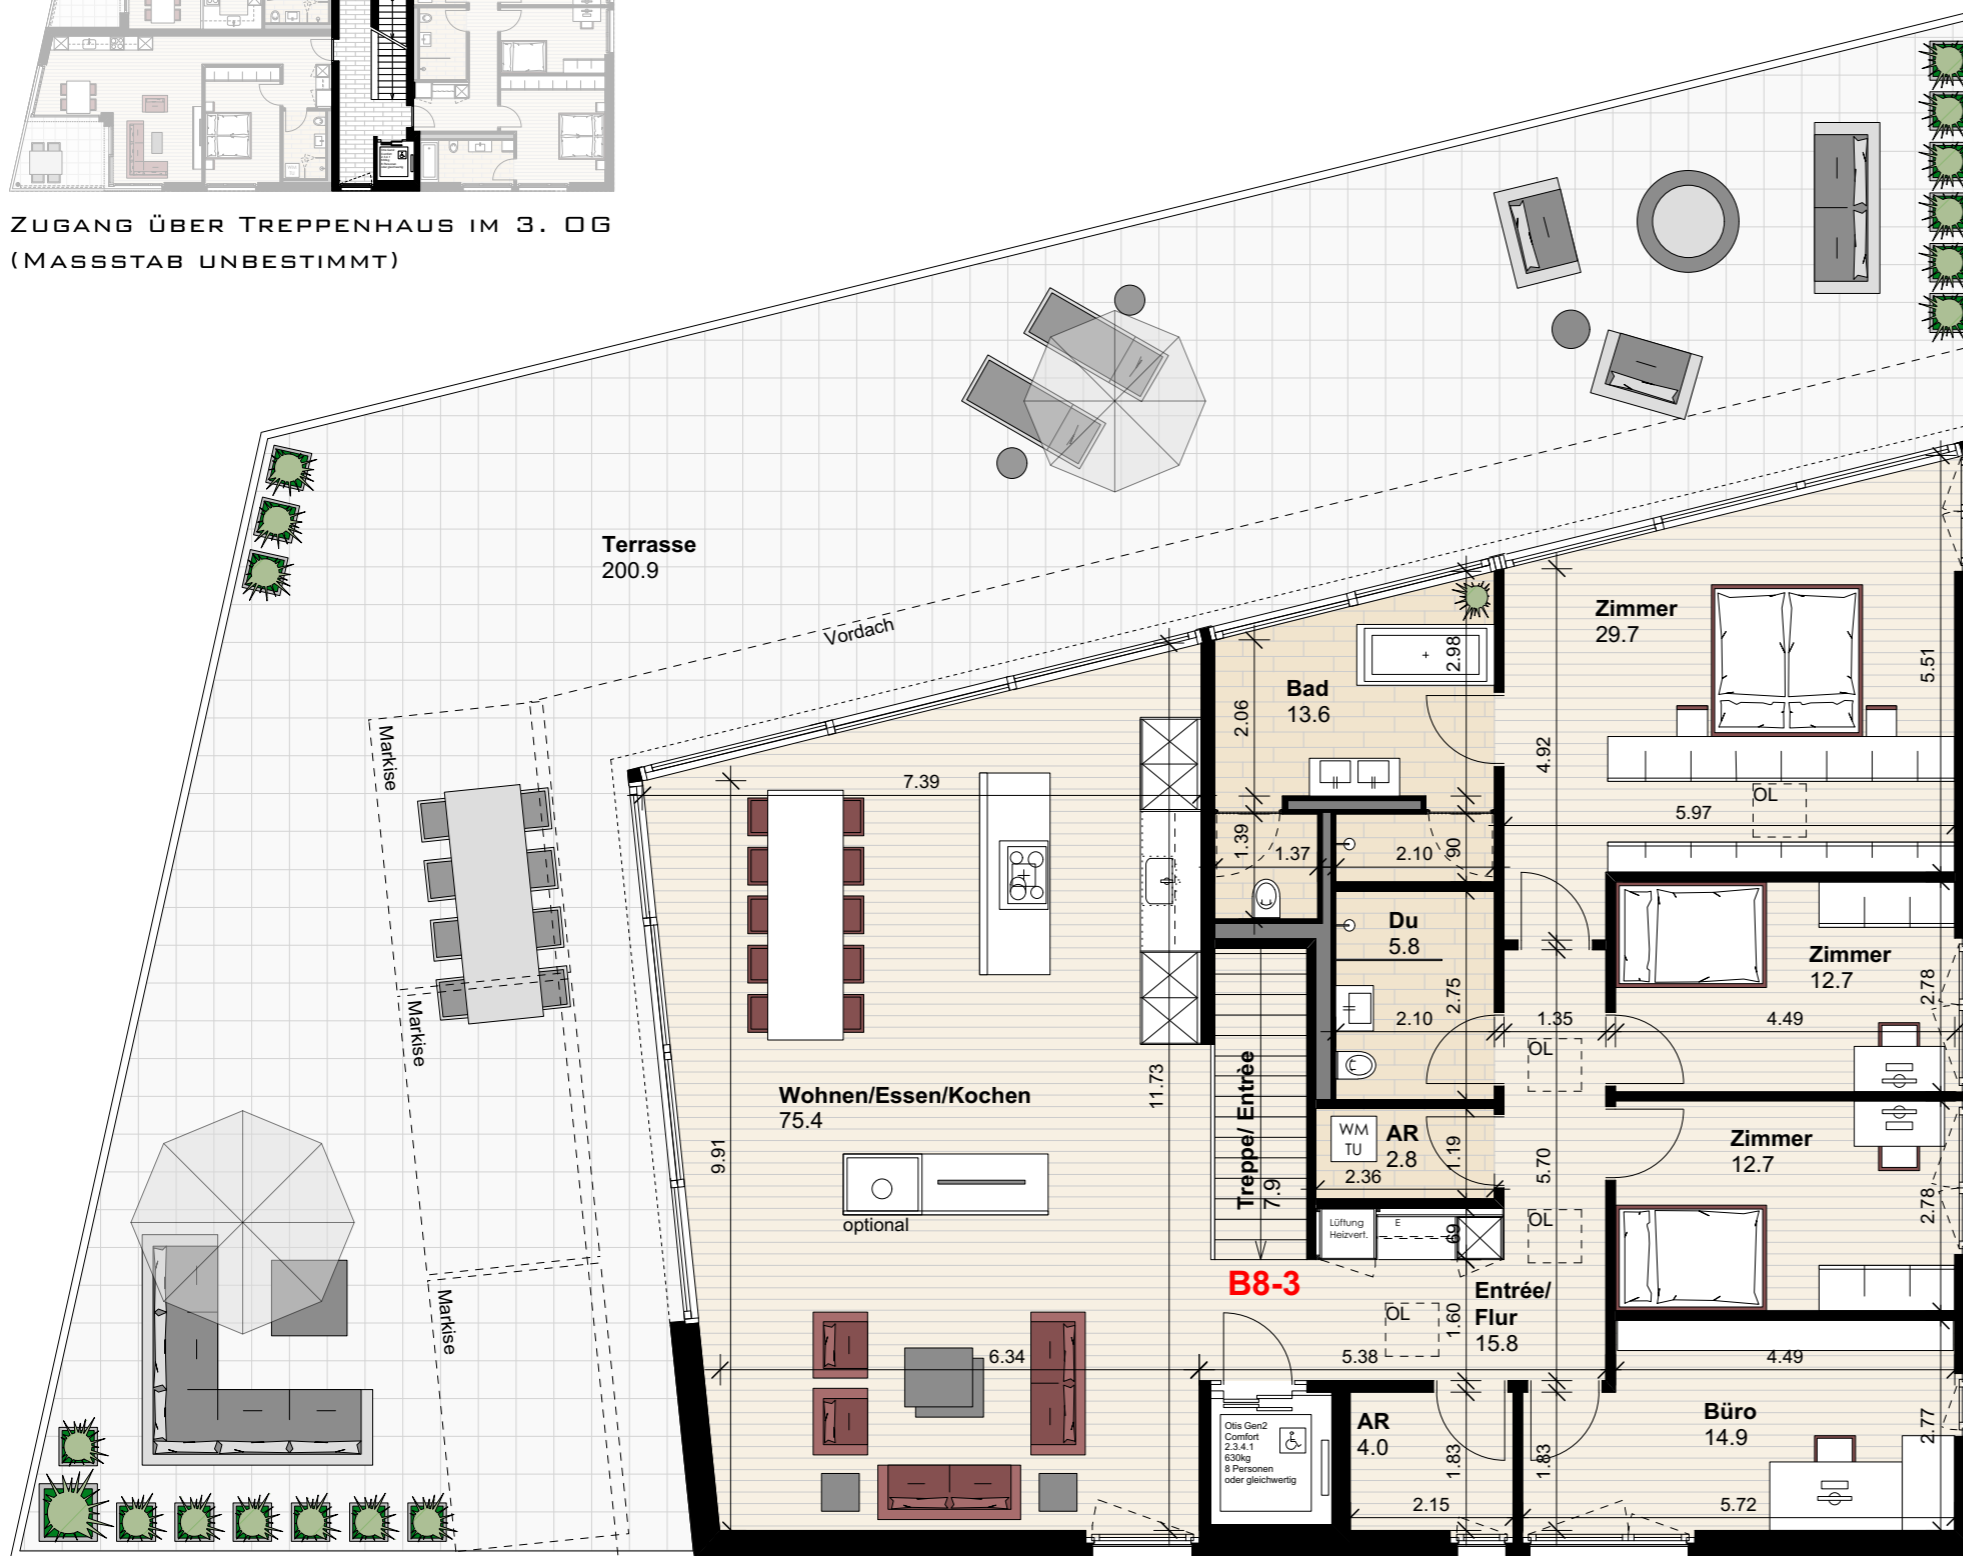 ZUGANG ÜBER TREPPENHAUS IM 3. OG
(MASSSTAB UNBESTIMMT)
Terrasse
200.9
Vordach
Markise
Markise
Markise
Zimmer
29.7
5.51
Bad
13.6
2.98
2.06
4.92
7.39
OL
5.97
1.39
1.37
2.10
90
Du
5.8
2.75
2.10
Zimmer
12.7
2.78
1.35
4.49
OL
Wohnen/Essen/Kochen
75.4
11.73
9.91
Treppe/ Entrèe
7.9
WM
TU
AR
2.8
1.19
2.36
5.70
Zimmer
12.7
2.78
optional
Lüftung
Heizvert.
E
69
OL
B8-3
Entrée/
Flur
15.8
OL
1.60
6.34
5.38
4.49
Otis Gen2
Comfort
2.3.4.1
630kg
8 Personen
oder gleichwertig
AR
4.0
1.83
2.15
1.83
Büro
14.9
2.77
5.72